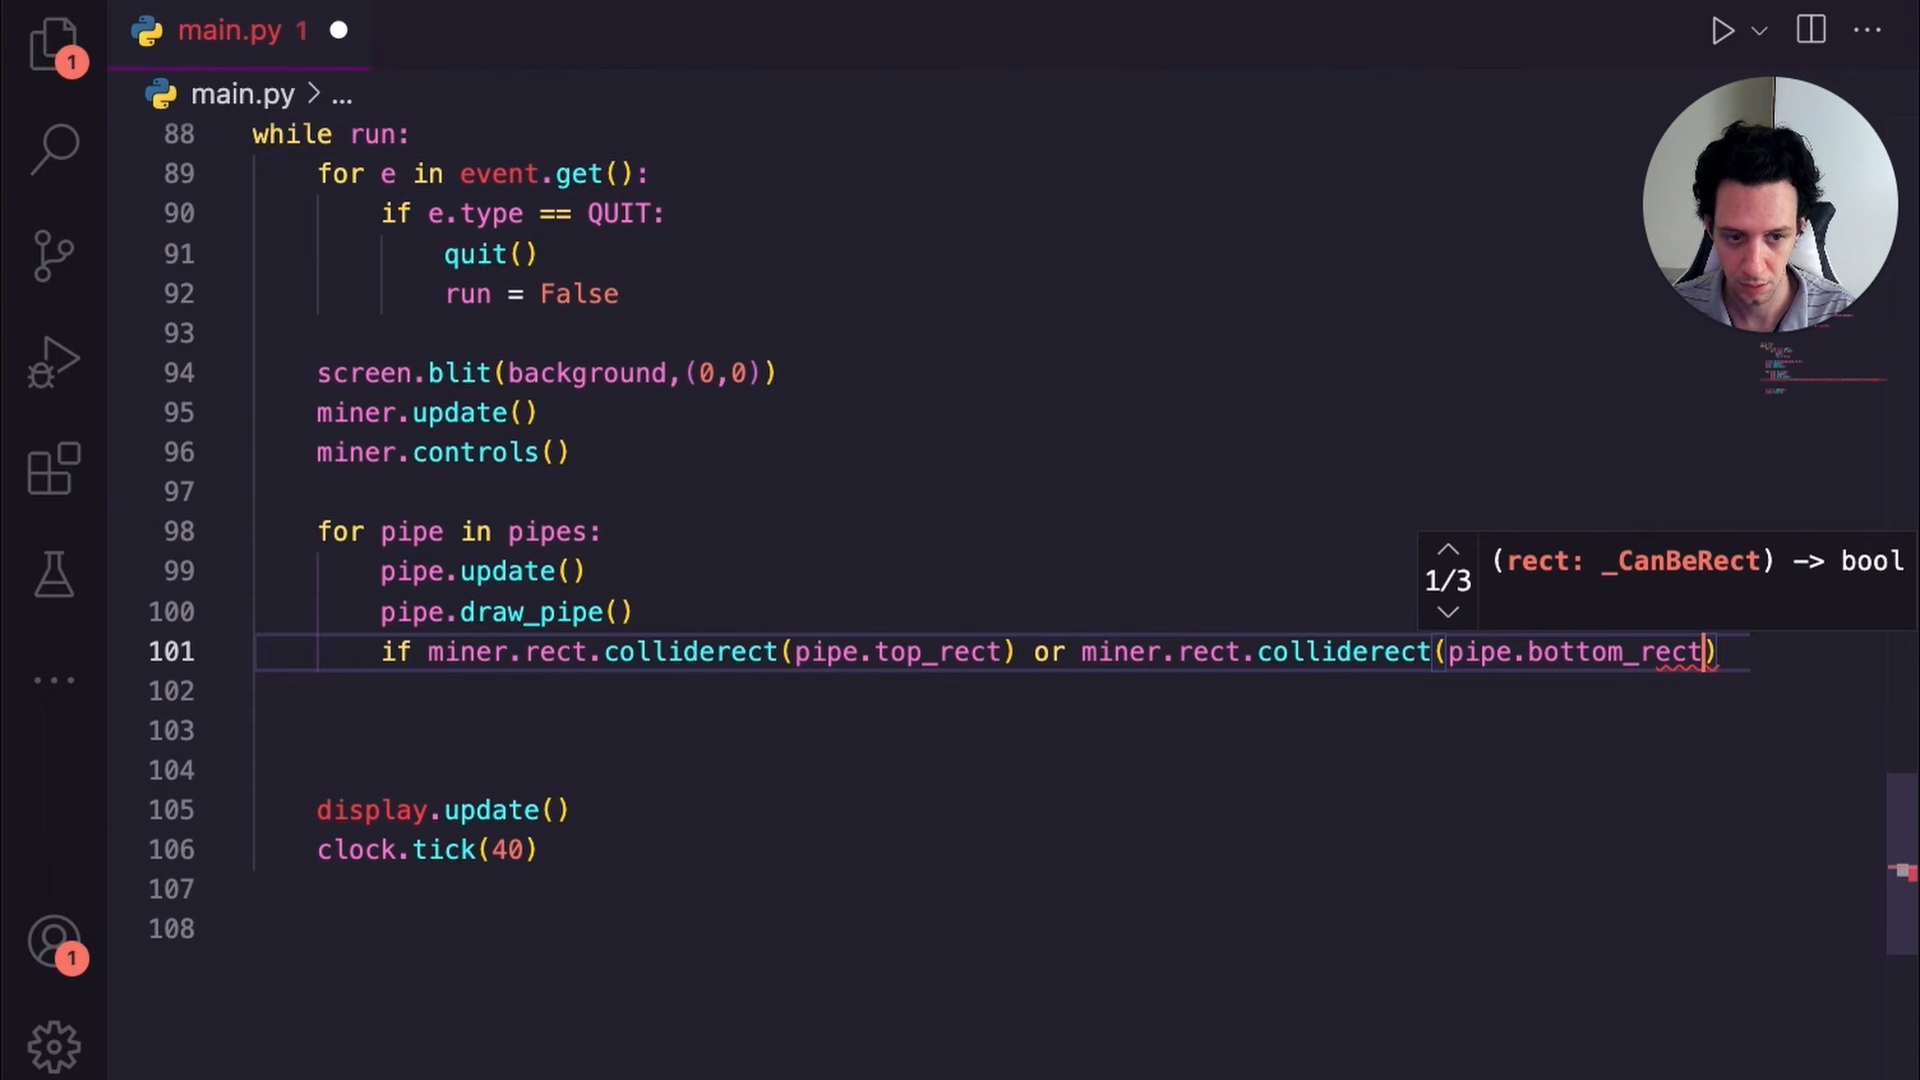 main.py 1
main.py > ...
88 while run:
89 for e in event.get():
90 if e.type == QUIT:
91 quit()
92 run = False
93
94 screen.blit(background,(0,0))
95 miner.update()
96 miner.controls()
97
98 for pipe in pipes:
99 pipe.update()
100 pipe.draw_pipe()
1/3 (rect: _CanBeRect) -> bool
101 if miner.rect.colliderect(pipe.top_rect) or miner.rect.colliderect(pipe.bottom_rect)
102
103
104
105 display.update()
106 clock.tick(40)
107
108
1
1